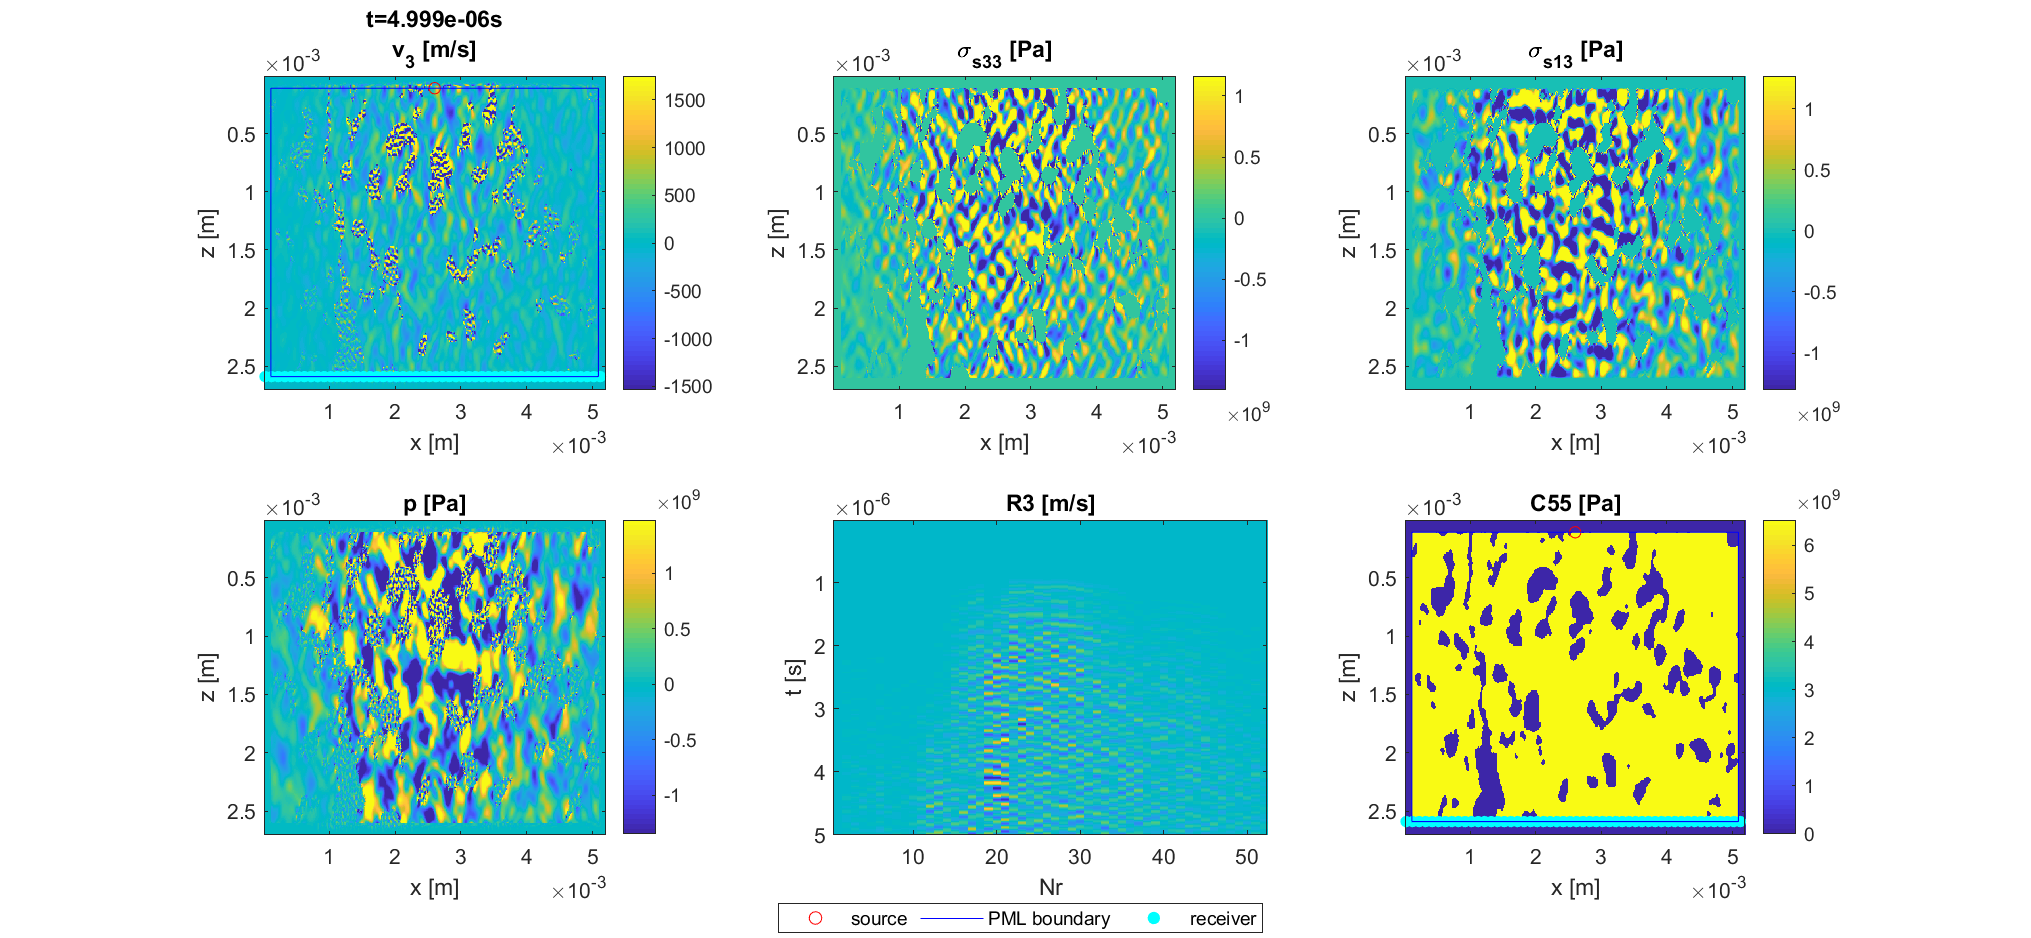 t=4.999e-06s
v3 [m/s]
×10-3
0.5
1
1.5
2
2.5
z [m]
1 2 3 4 5
x [m]
×10-3
1500
1000
500
0
-500
-1000
-1500
σs33 [Pa]
×10-3
0.5
1
1.5
2
2.5
z [m]
1 2 3 4 5
x [m]
×10-3
1
0.5
0
-0.5
-1
×109
σs13 [Pa]
×10-3
0.5
1
1.5
2
2.5
z [m]
1 2 3 4 5
x [m]
×10-3
1
0.5
0
-0.5
-1
×109
p [Pa]
×10-3
0.5
1
1.5
2
2.5
z [m]
1 2 3 4 5
x [m]
×10-3
×109
1
0.5
0
-0.5
-1
R3 [m/s]
×10-6
1
2
3
4
5
t [s]
10 20 30 40 50
Nr
C55 [Pa]
×10-3
0.5
1
1.5
2
2.5
z [m]
1 2 3 4 5
x [m]
×10-3
×109
6
5
4
3
2
1
0
source PML boundary receiver